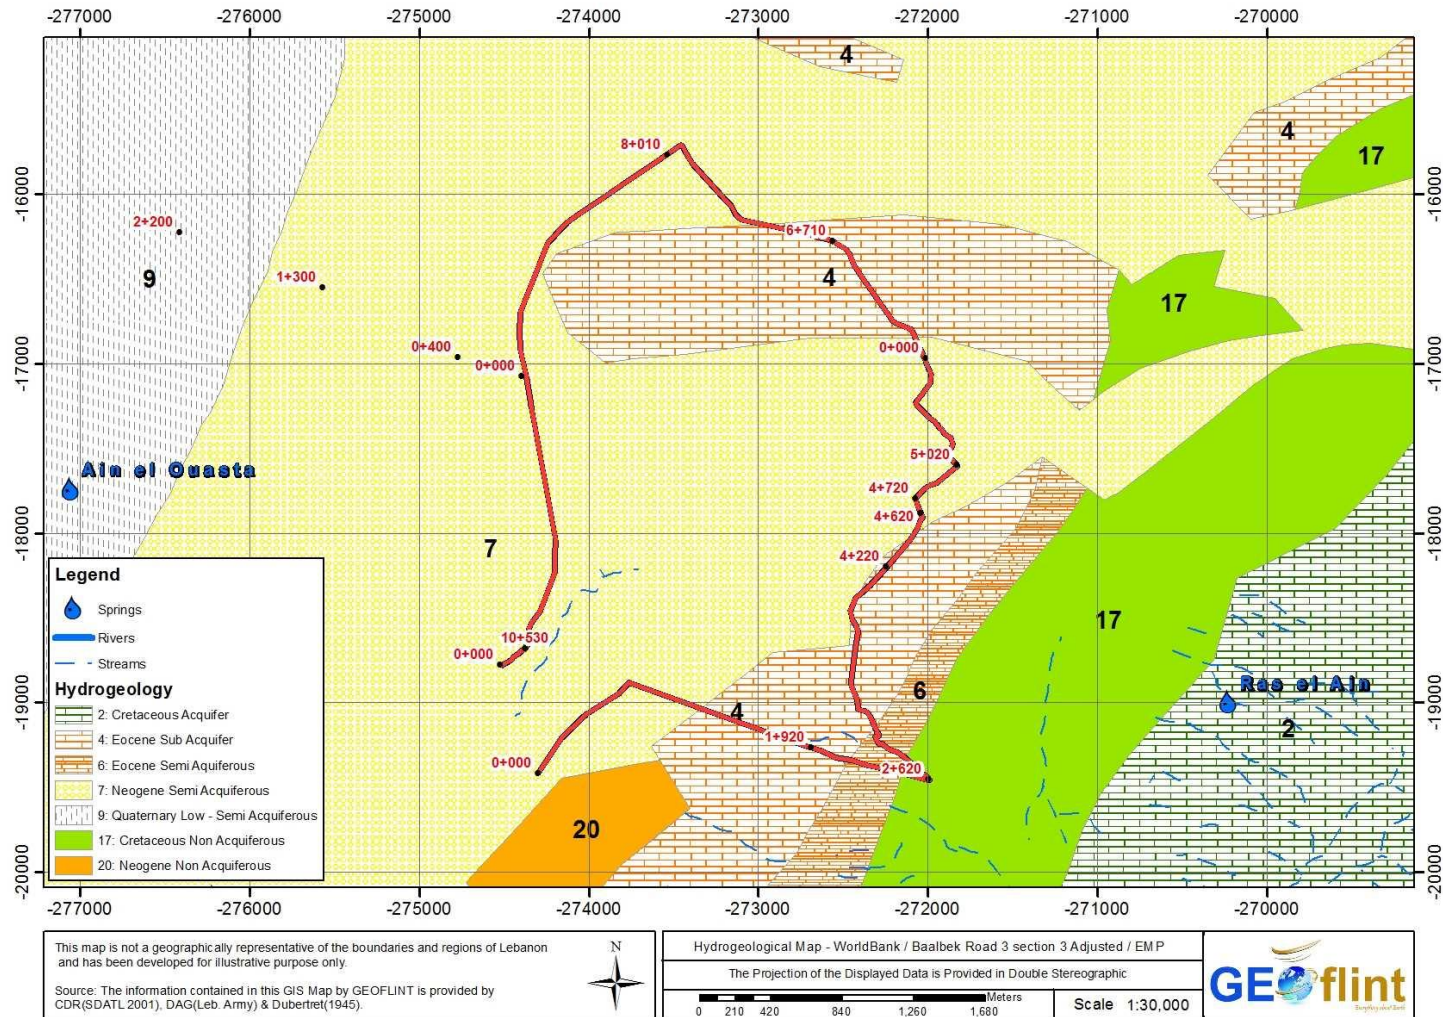 -277000 -276000 -275000 -274000 -273000 -272000 -271000 -270000
4
4
17
8+010
-16000 -16000
2+200
6+710
9
1+300
4
17
0+400
0+000
0+000
-17000 -17000
5+020
Ain el Ouasta
4+720
4+620
-18000 -18000
7
4+220
17
10+530
0+000
6
Ras el Ain
-19000 -19000
4
2
1+920
0+000
2+620
20
-20000 -20000
Legend
Springs
Rivers
Streams
Hydrogeology
2: Cretaceous Acquifer
4: Eocene Sub Acquifer
6: Eocene Semi Aquiferous
7: Neogene Semi Acquiferous
9: Quaternary Low - Semi Acquiferous
17: Cretaceous Non Acquiferous
20: Neogene Non Acquiferous
-277000 -276000 -275000 -274000 -273000 -272000 -271000 -270000
This map is not a geographically representative of the boundaries and regions of Lebanon
and has been developed for illustrative purpose only.
Source: The information contained in this GIS Map by GEOFLINT is provided by
CDR(SDATL 2001), DAG(Leb. Army) & Dubertret(1945).
N
Hydrogeological Map - WorldBank / Baalbek Road 3 section 3 Adjusted / EMP
The Projection of the Displayed Data is Provided in Double Stereographic
Meters
0 210 420 840 1,260 1,680
Scale 1:30,000
GEOflint